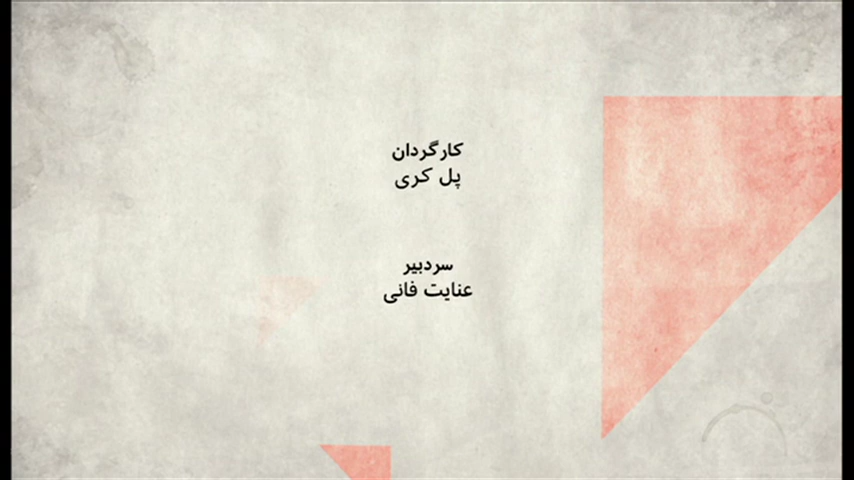 کارگردان
پل کری
سردبیر
عنایت فانی